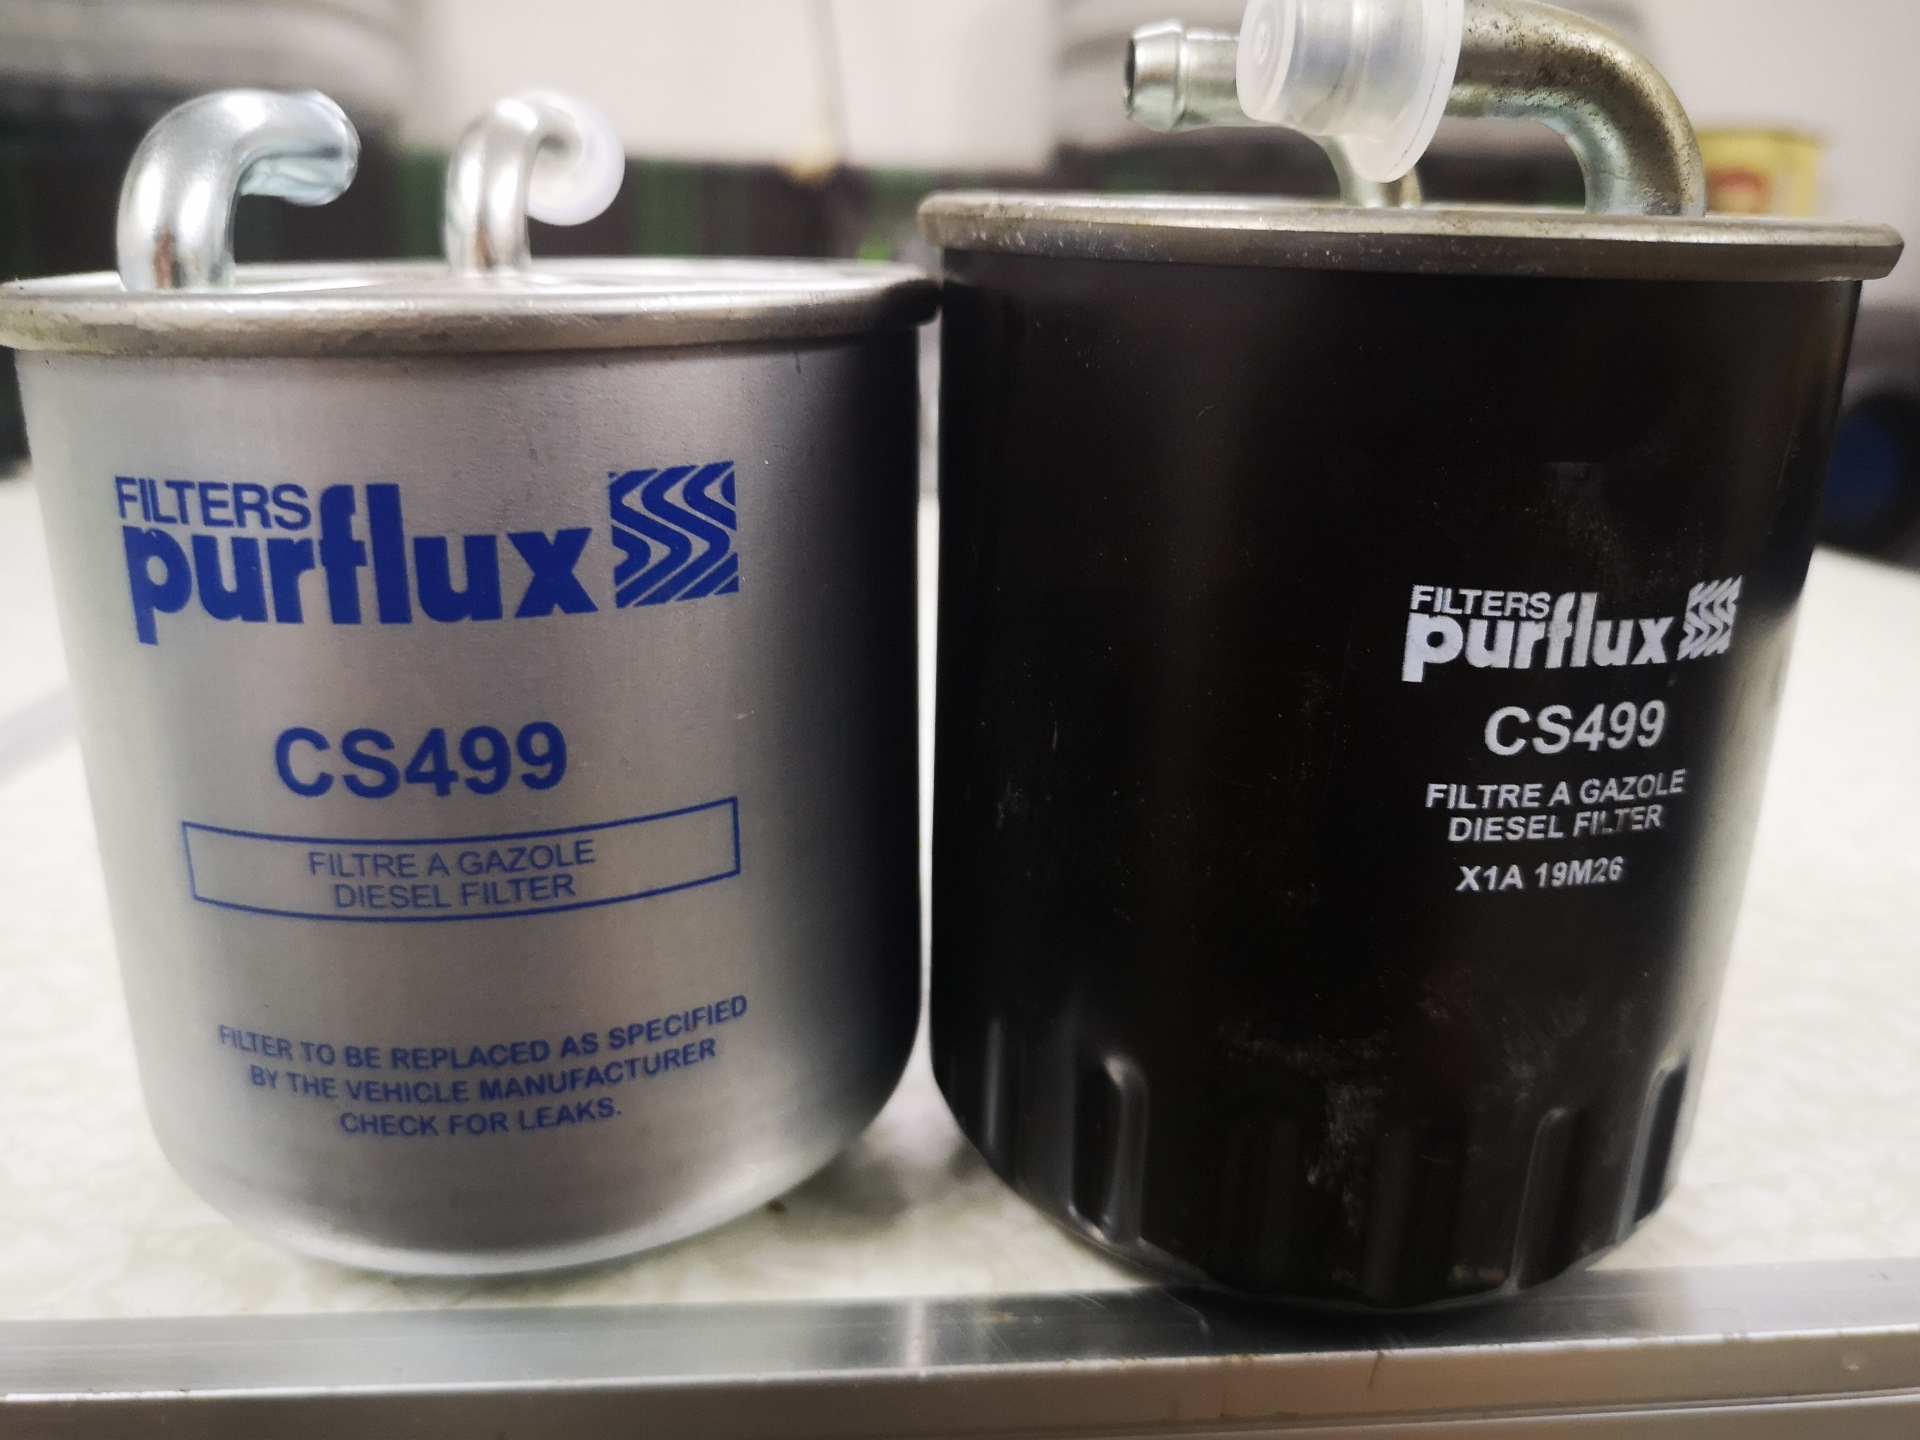 FILTERS
purflux
CS499
FILTRE A GAZOLE
DIESEL FILTER
FILTER TO BE REPLACED AS SPECIFIED
BY THE VEHICLE MANUFACTURER
CHECK FOR LEAKS.
FILTERS
purflux
CS499
FILTRE A GAZOLE
DIESEL FILTER
X1A 19M26